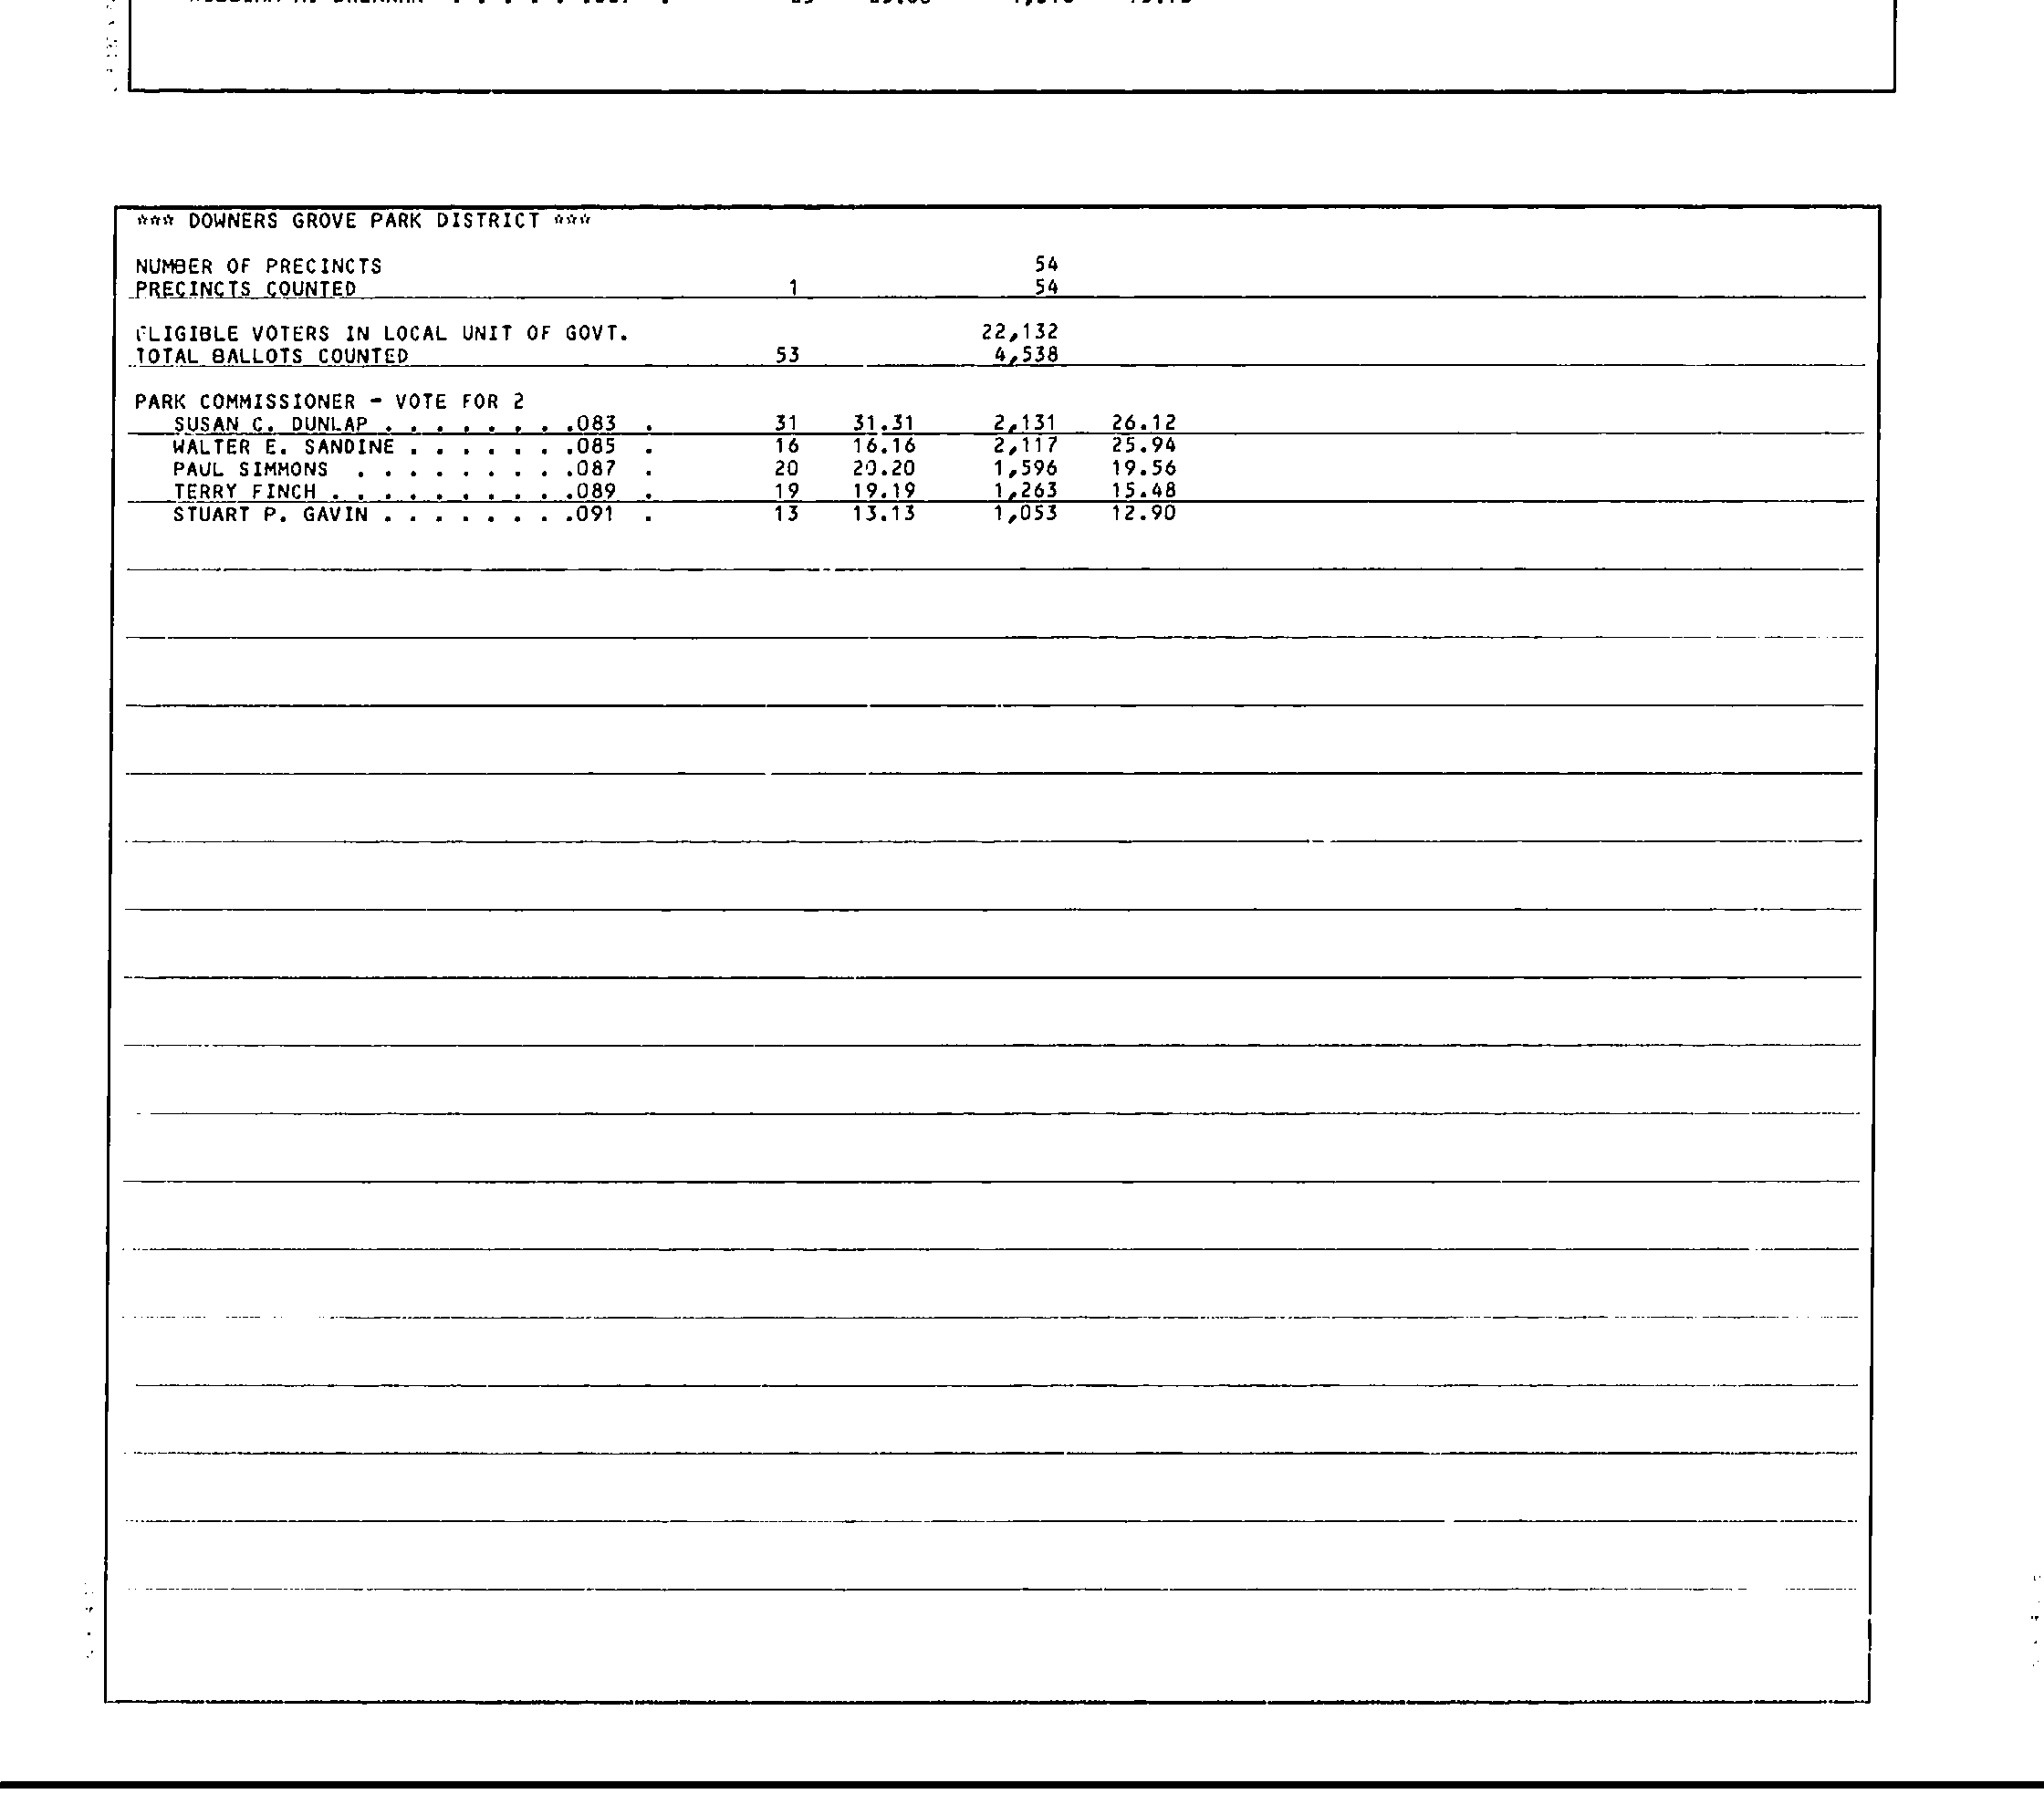 *** DOWNERS GROVE PARK DISTRICT ***
NUMBER OF PRECINCTS 54
PRECINCTS COUNTED 1 54
ELIGIBLE VOTERS IN LOCAL UNIT OF GOVT. 22,132
TOTAL BALLOTS COUNTED 53 4,538
PARK COMMISSIONER - VOTE FOR 2
SUSAN C. DUNLAP . . . . . . . .083 . 31 31.31 2,131 26.12
WALTER E. SANDINE . . . . . . .085 . 16 16.16 2,117 25.94
PAUL SIMMONS . . . . . . . . .087 . 20 20.20 1,596 19.56
TERRY FINCH . . . . . . . . . .089 . 19 19.19 1,263 15.48
STUART P. GAVIN . . . . . . . .091 . 13 13.13 1,053 12.90